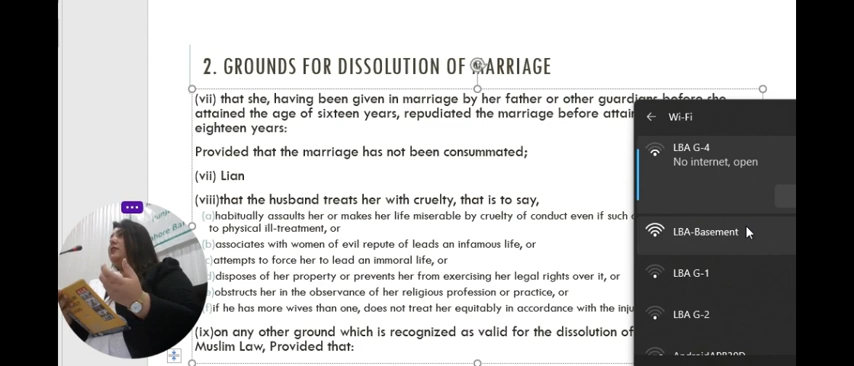 2. GROUNDS FOR DISSOLUTION OF MARRIAGE
(vii) that she, having been given in marriage by her father or other guardians before she
attained the age of sixteen years, repudiated the marriage before
eighteen years:
Provided that the marriage has not been consummated;
(vii) Lian
(viii)that the husband treats her with cruelty, that is to say,
(a)habitually assaults her or makes her life miserable by cruelty of conduct even if such
to physical ill-treatment, or
(b)associates with women of evil repute of leads an infamous life, or
attempts to force her to lead an immoral life, or
disposes of her property or prevents her from exercising her legal rights over it, or
obstructs her in the observance of her religious profession or practice, or
if he has more wives than one, does not treat her equitably in accordance with the
(ix)on any other ground which is recognized as valid for the dissolution of
Muslim Law, Provided that:
Wi-Fi
LBA G-4
No internet, open
LBA-Basement
LBA G-1
LBA G-2